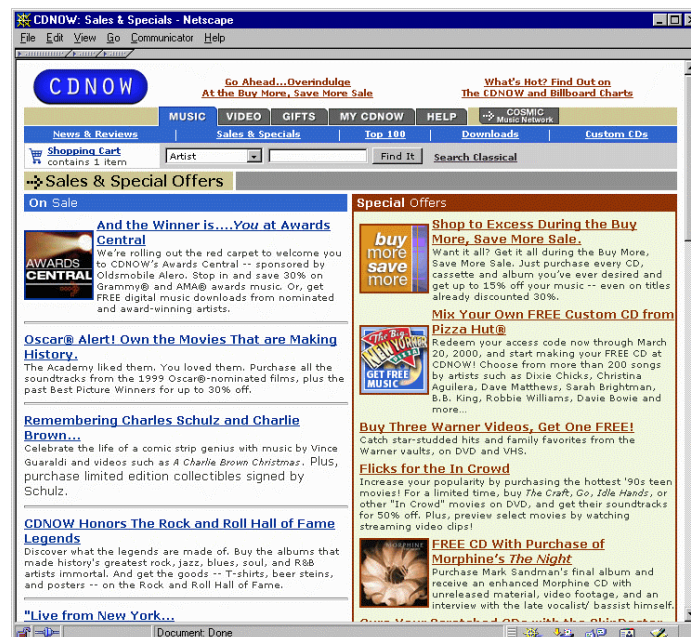 CDNOW: Sales & Specials - Netscape
File Edit View Go Communicator Help
CDNOW
Go Ahead...Overindulge
At the Buy More, Save More Sale
What's Hot? Find Out on
The CDNOW and Billboard Charts
MUSIC VIDEO GIFTS MY CDNOW HELP COSMIC
Music Network
News & Reviews | Sales & Specials | Top 100 | Downloads | Custom CDs
Shopping Cart
contains 1 item
Artist Find It Search Classical
Sales & Special Offers
On Sale
AWARDS
CENTRAL
And the Winner is....You at Awards
Central
We're rolling out the red carpet to welcome you
to CDNOW's Awards Central -- sponsored by
Oldsmobile Alero. Stop in and save 30% on
Grammy® and AMA® awards music. Or, get
FREE digital music downloads from nominated
and award-winning artists.
Oscar® Alert! Own the Movies That are Making
History.
The Academy liked them. You loved them. Purchase all the
soundtracks from the 1999 Oscar®-nominated films, plus the
past Best Picture Winners for up to 30% off.
Remembering Charles Schulz and Charlie
Brown...
Celebrate the life of a comic strip genius with music by Vince
Guaraldi and videos such as A Charlie Brown Christmas. Plus,
purchase limited edition collectibles signed by
Schulz.
CDNOW Honors The Rock and Roll Hall of Fame
Legends
Discover what the legends are made of. Buy the albums that
made history's greatest rock, jazz, blues, soul, and R&B
artists immortal. And get the goods -- T-shirts, beer steins,
and posters -- on the Rock and Roll Hall of Fame.
"Live from New York...
Special Offers
buy
more
save
more
Shop to Excess During the Buy
More, Save More Sale.
Want it all? Get it all during the Buy More,
Save More Sale. Just purchase every CD,
cassette and album you've ever desired and
get up to 15% off your music -- even on titles
already discounted 30%.
The Big
NEW YORKER
PIZZA
GET FREE
MUSIC
Mix Your Own FREE Custom CD from
Pizza Hut®
Redeem your access code now through March
20, 2000, and start making your FREE CD at
CDNOW! Choose from more than 200 songs
by artists such as Dixie Chicks, Christina
Aguilera, Dave Matthews, Sarah Brightman,
B.B. King, Robbie Williams, Davie Bowie and
more...
Buy Three Warner Videos, Get One FREE!
Catch star-studded hits and family favorites from the
Warner vaults, on DVD and VHS.
Flicks for the In Crowd
Increase your popularity by purchasing the hottest '90s teen
movies! For a limited time, buy The Craft, Go, Idle Hands, or
other "In Crowd" movies on DVD, and get their soundtracks
for 50% off. Plus, preview select movies by watching
streaming video clips!
MORPHINE
FREE CD With Purchase of
Morphine's The Night
Purchase Mark Sandman's final album and
receive an enhanced Morphine CD with
unreleased material, video footage, and an
interview with the late vocalist/ bassist himself.
Cure Your Scratched CDs with the SkipDoctor
Document: Done